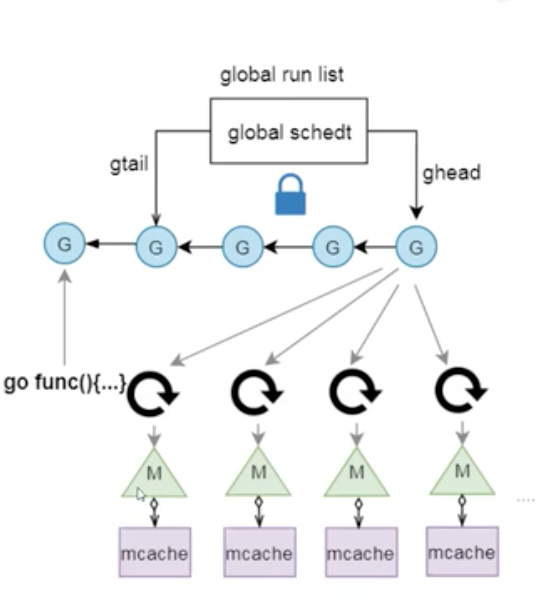 global run list
global schedt
gtail
ghead
G
G
G
G
G
go func(){...}
M
M
M
M
....
mcache
mcache
mcache
mcache